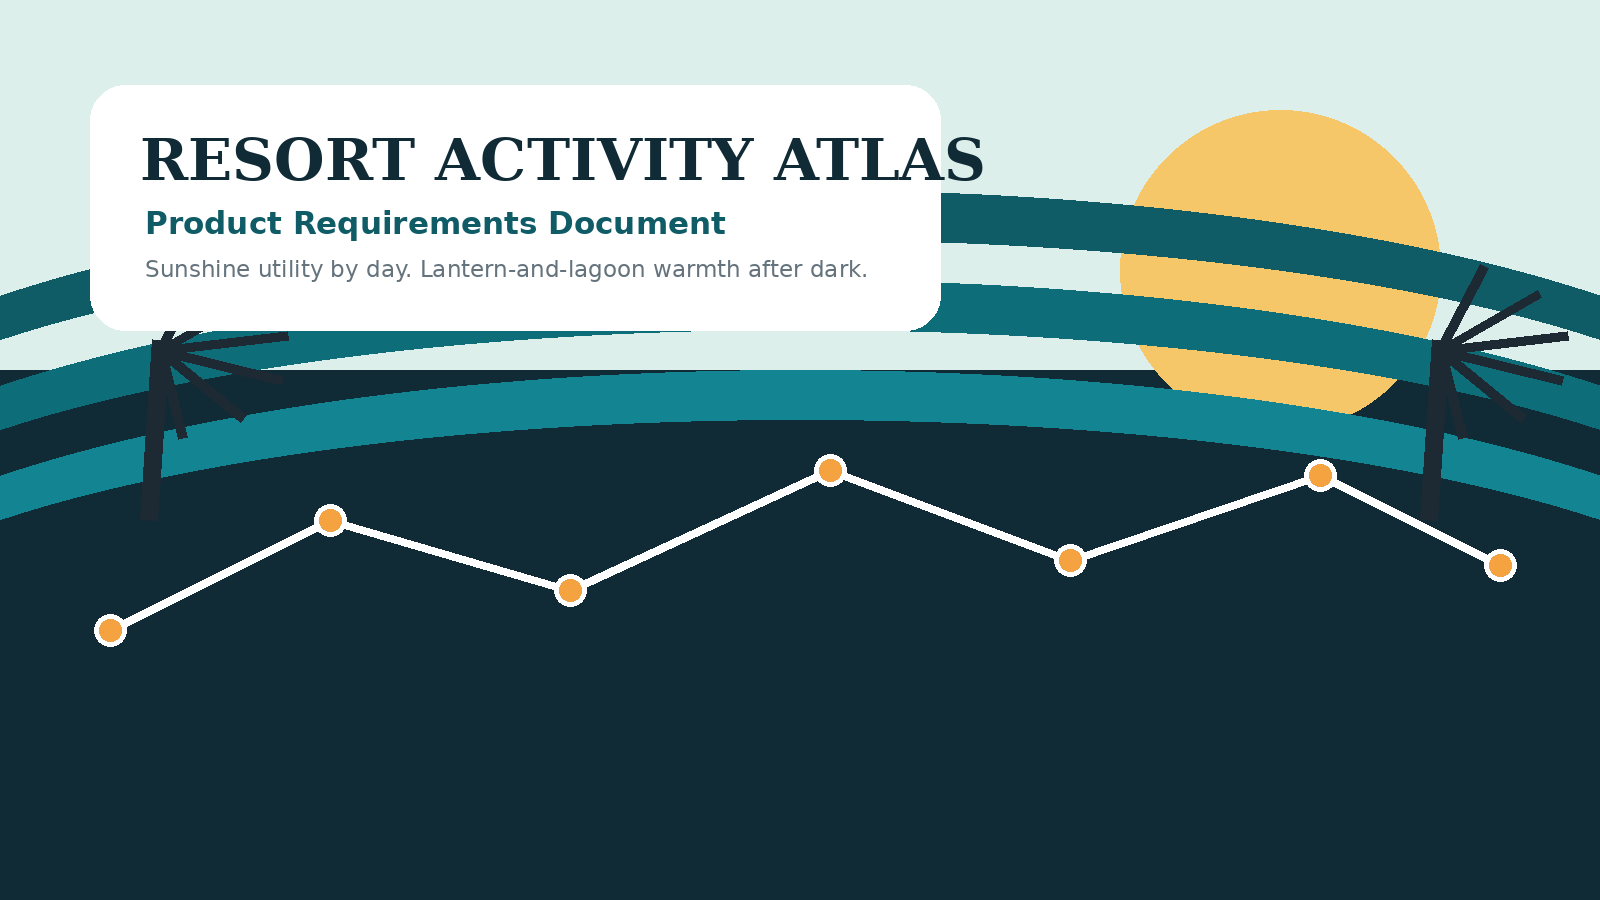 RESORT ACTIVITY ATLAS
Product Requirements Document
Sunshine utility by day. Lantern-and-lagoon warmth after dark.